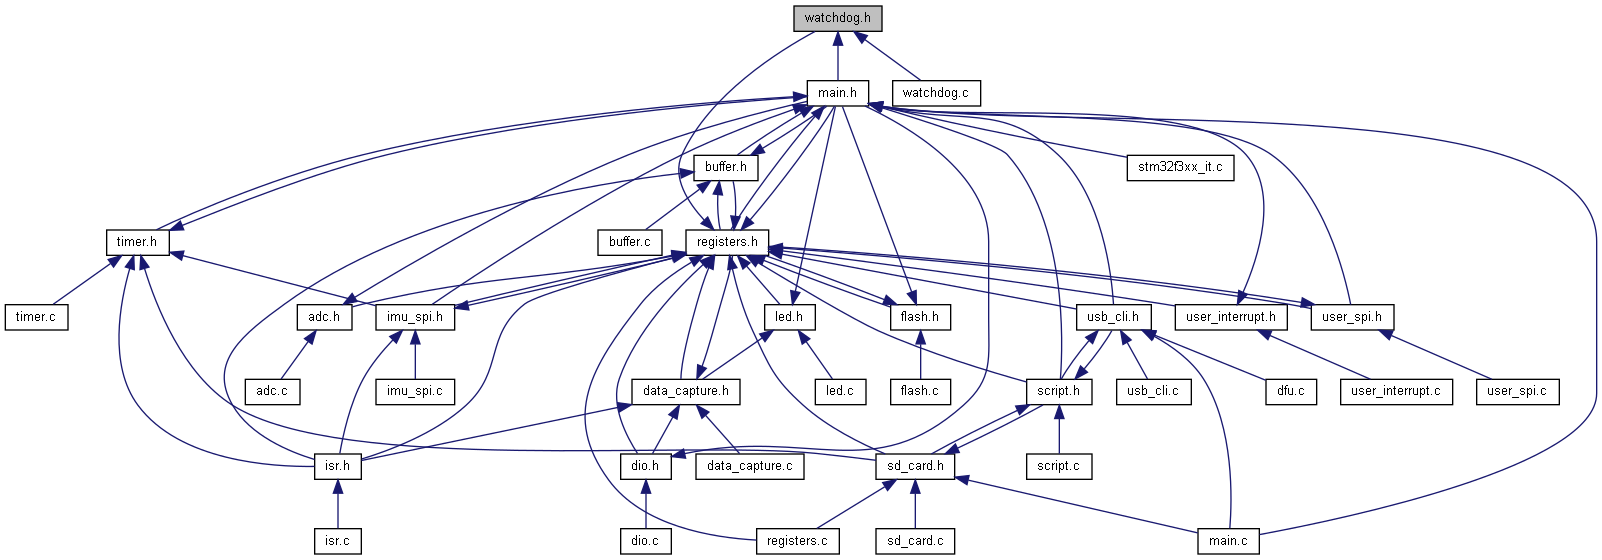 watchdog.h
main.h
watchdog.c
buffer.h
stm32f3xx_it.c
timer.h
buffer.c
registers.h
timer.c
adc.h
imu_spi.h
led.h
flash.h
usb_cli.h
user_interrupt.h
user_spi.h
adc.c
imu_spi.c
data_capture.h
led.c
flash.c
script.h
usb_cli.c
dfu.c
user_interrupt.c
user_spi.c
isr.h
dio.h
data_capture.c
sd_card.h
script.c
isr.c
dio.c
registers.c
sd_card.c
main.c